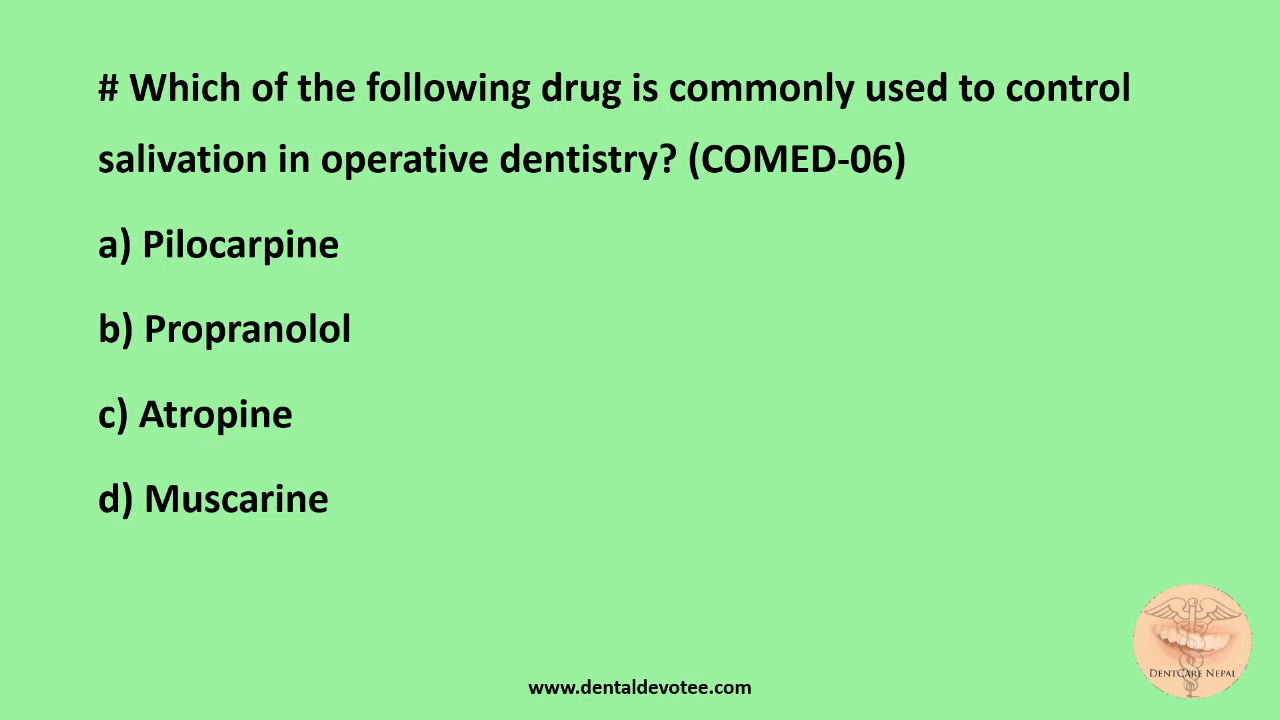 # Which of the following drug is commonly used to control
salivation in operative dentistry? (COMED-06)
a) Pilocarpine
b) Propranolol
c) Atropine
d) Muscarine
DENTCARE NEPAL
www.dentaldevotee.com